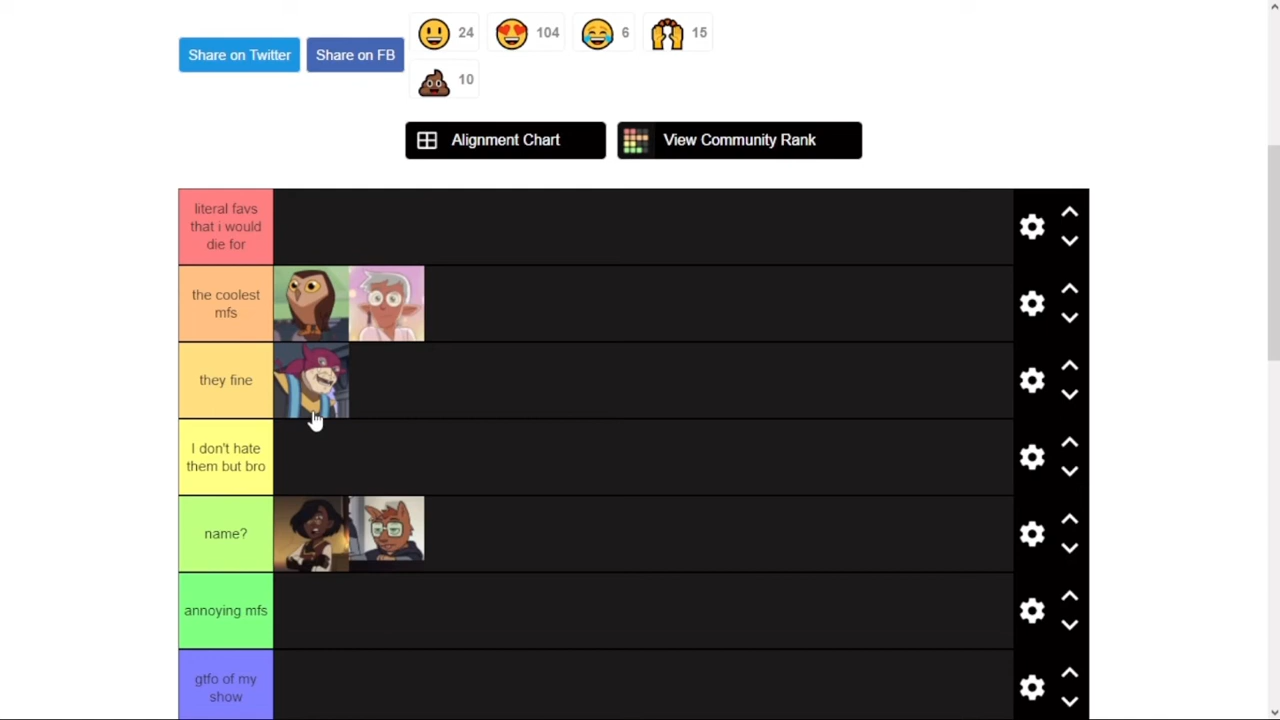 Share on Twitter
Share on FB
24
104
6
15
10
Alignment Chart
View Community Rank
literal favs
that i would
die for
the coolest
mfs
they fine
I don't hate
them but bro
name?
annoying mfs
gtfo of my
show